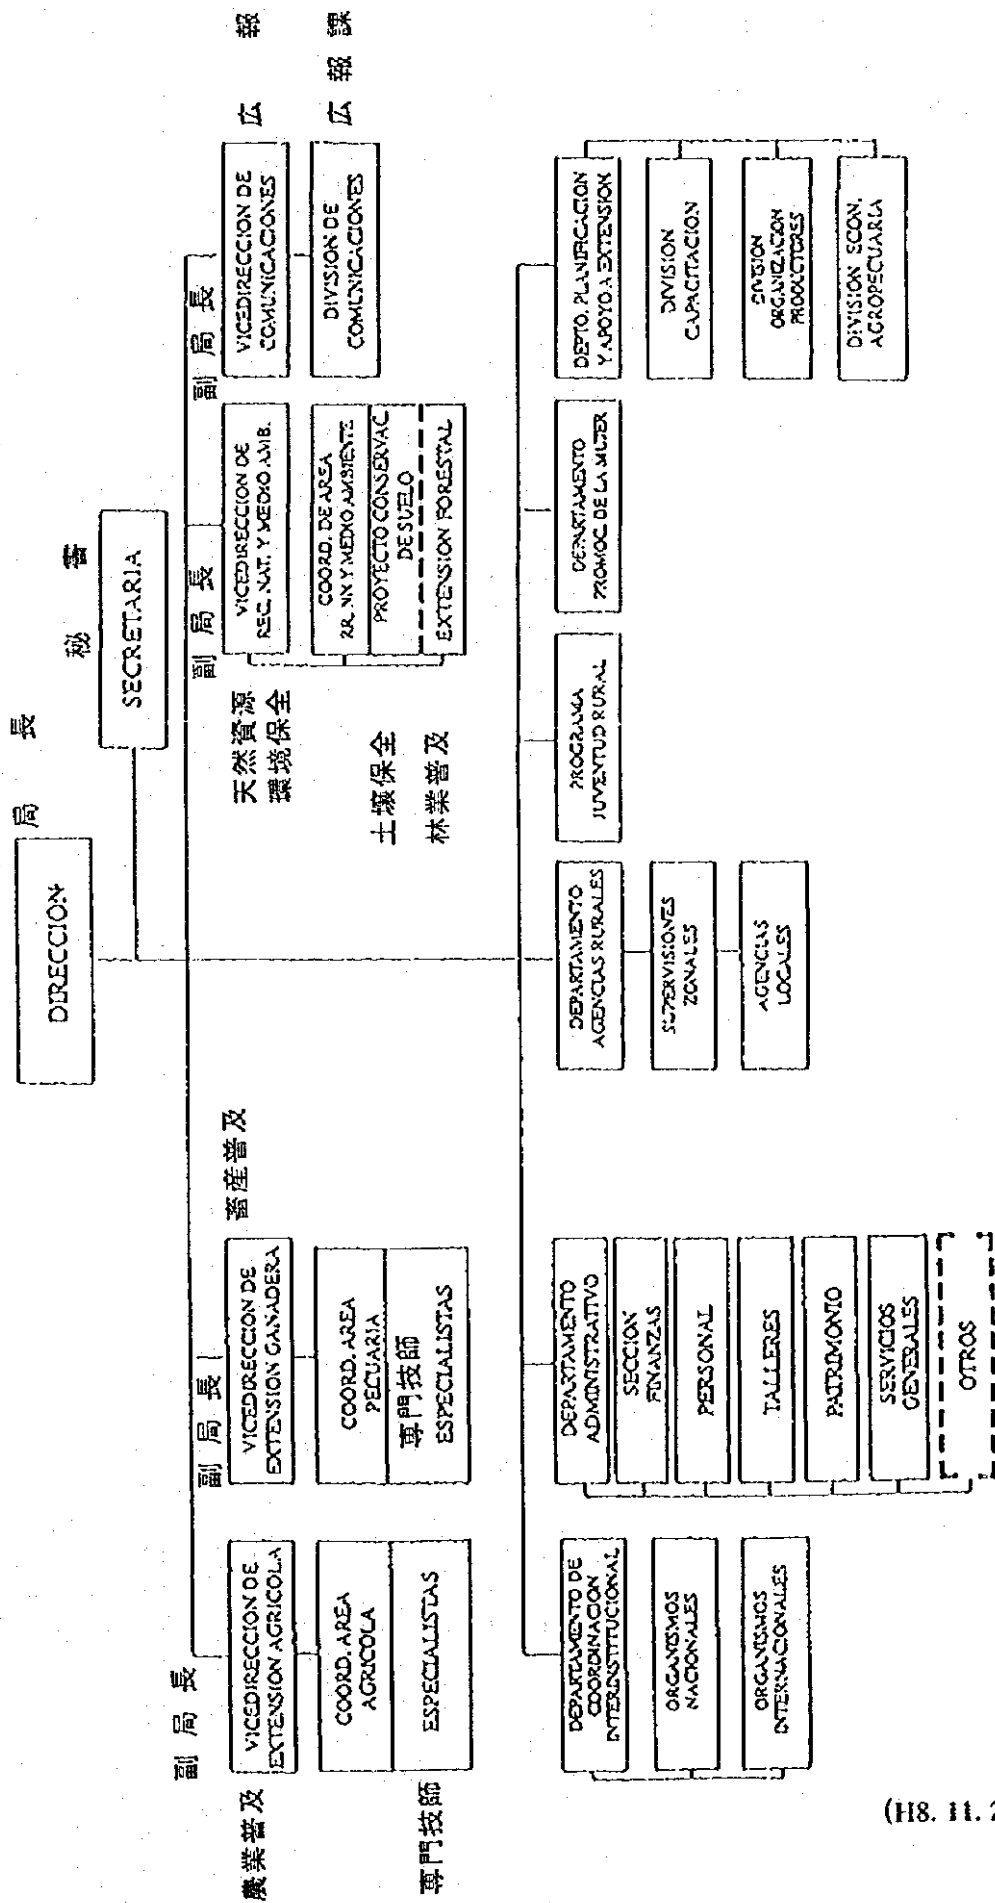 局長
DIRECCION
秘書
SECRETARIA
副局長
農業普及
VICEDIRECCION DE
EXTENSION AGRICOLA
COORD. AREA
AGRICOLA
専門技師
ESPECIALISTAS
副局長
畜産普及
VICEDIRECCION DE
EXTENSION GANADERA
COORD. AREA
PECUARIA
専門技師
ESPECIALISTAS
副局長
天然資源
環境保全
VICEDIRECCION DE
REC. NAT. Y MEDIO AMB.
COORD. DE AREA
RR. NN Y MEDIO AMBIENTE
土壌保全
PROYECTO CONSERVAC
DE SUELO
林業普及
EXTENSION FORESTAL
副局長
広報
VICEDIRECCION DE
COMUNICACIONES
広報課
DIVISION DE
COMUNICACIONES
DEPARTAMENTO DE
COORDINACION
INTERINSTITUCIONAL
ORGANISMOS
NACIONALES
ORGANISMOS
INTERNACIONALES
DEPARTAMENTO
ADMINISTRATIVO
SECCION
FINANZAS
PERSONAL
TALLERES
PATRIMONIO
SERVICIOS
GENERALES
OTROS
DEPARTAMENTO
AGENCIAS RURALES
SUPERVISIONES
ZONALES
AGENCIAS
LOCALES
PROGRAMA
JUVENTUD RURAL
DEPARTAMENTO
PROMOC. DE LA MUJER
DEPTO. PLANIFICACION
Y APOYO A EXTENSION
DIVISION
CAPACITACION
DIVISION
ORGANIZACION
PRODUCTORES
DIVISION ECON.
AGROPECUARIA
(H8. 11.